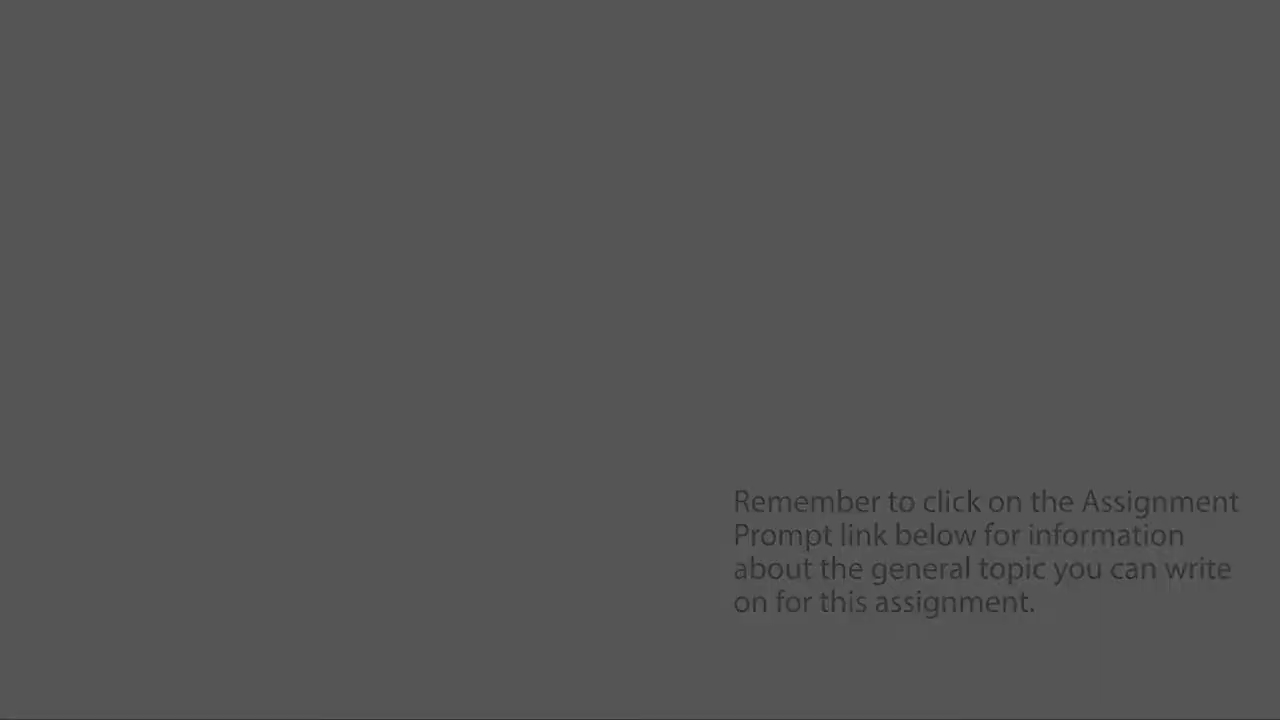 Remember to click on the Assignment
Prompt link below for information
about the general topic you can write
on for this assignment.